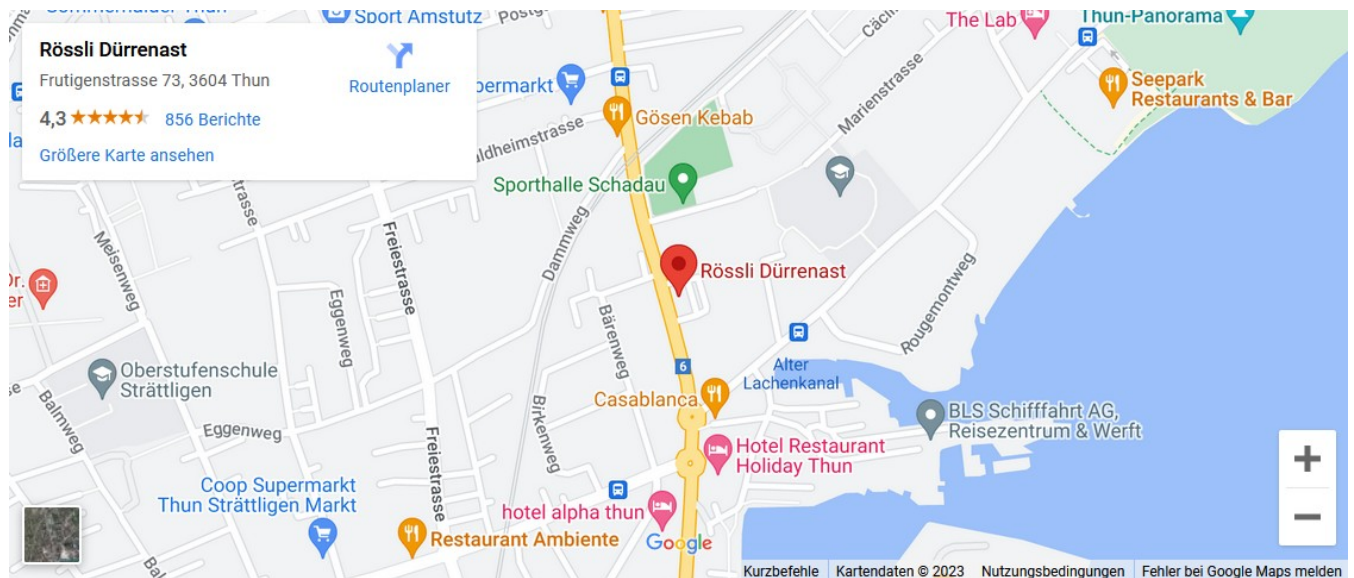 Sport Amstutz
The Lab
Thun-Panorama
Rössli Dürrenast
Frutigenstrasse 73, 3604 Thun
4,3
856 Berichte
Routenplaner
Größere Karte ansehen
Seepark
Restaurants & Bar
Gösen Kebab
Marienstrasse
Sporthalle Schadau
Dammweg
Freiestrasse
Meisenweg
Rössli Dürrenast
Eggenweg
Bärenweg
Rougemontweg
Dr.
6
Alter
Lachenkanal
Oberstufenschule
Strättligen
Casablanca
BLS Schifffahrt AG,
Reisezentrum & Werft
Balmweg
Eggenweg
Birkenweg
Freiestrasse
Hotel Restaurant
Holiday Thun
Coop Supermarkt
Thun Strättligen Markt
hotel alpha thun
Restaurant Ambiente
Google
Kurzbefehle
Kartendaten © 2023
Nutzungsbedingungen
Fehler bei Google Maps melden